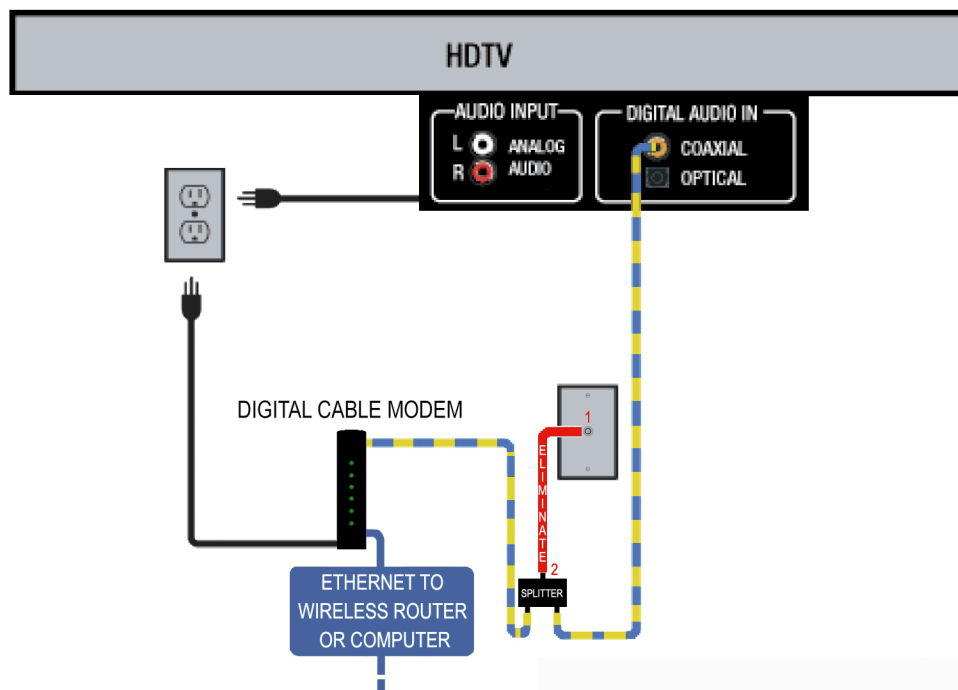 HDTV
AUDIO INPUT
L
ANALOG
R
AUDIO
DIGITAL AUDIO IN
COAXIAL
OPTICAL
DIGITAL CABLE MODEM
1
ELIMINATE
2
SPLITTER
ETHERNET TO
WIRELESS ROUTER
OR COMPUTER